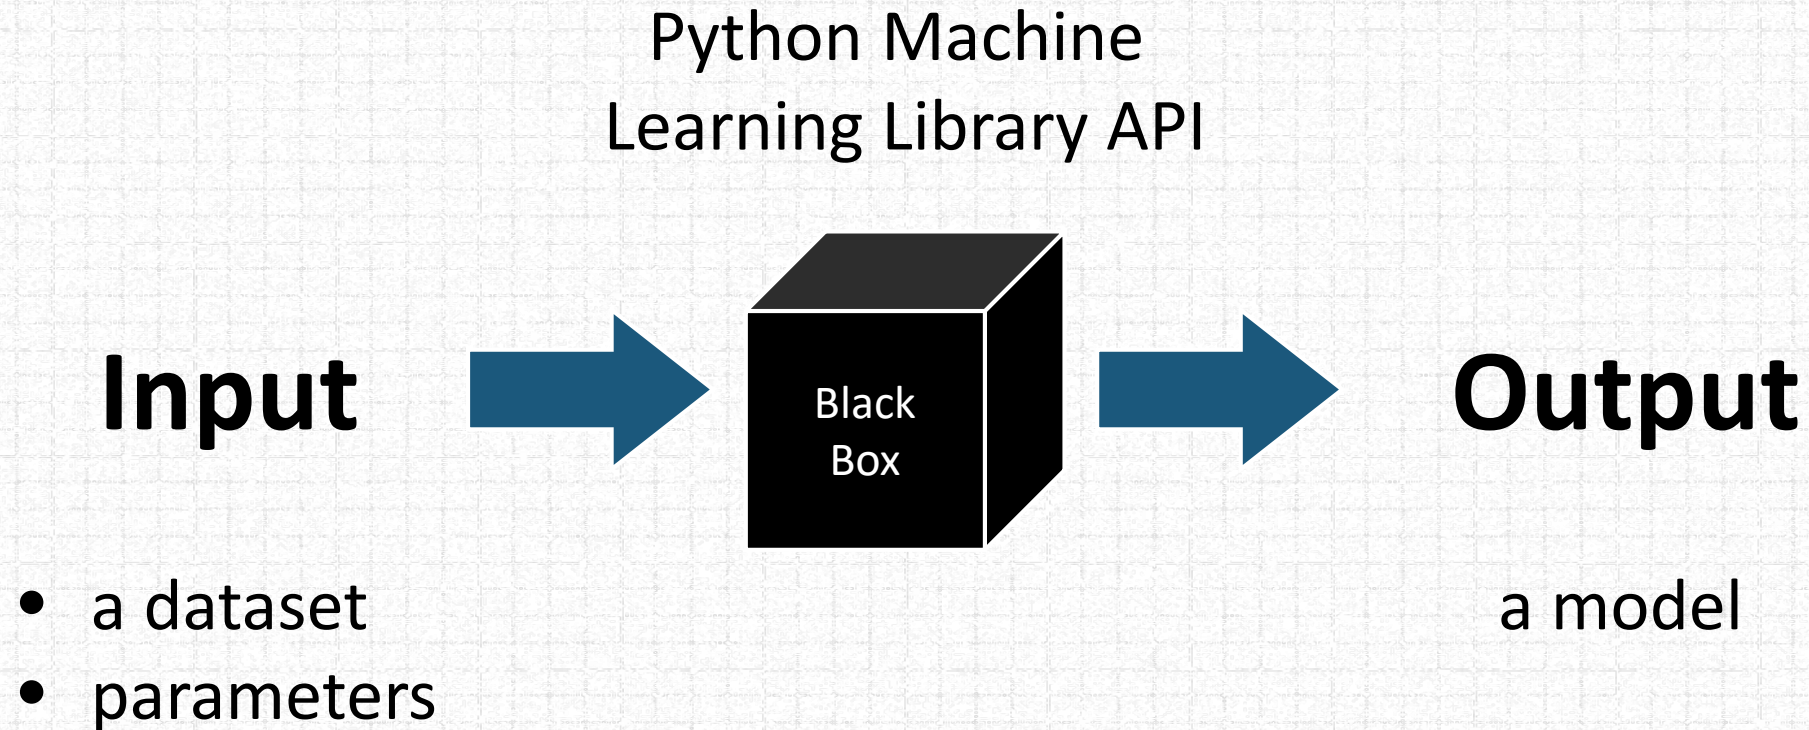 Python Machine
Learning Library API
Input
Black
Box
Output
• a dataset
• parameters
a model